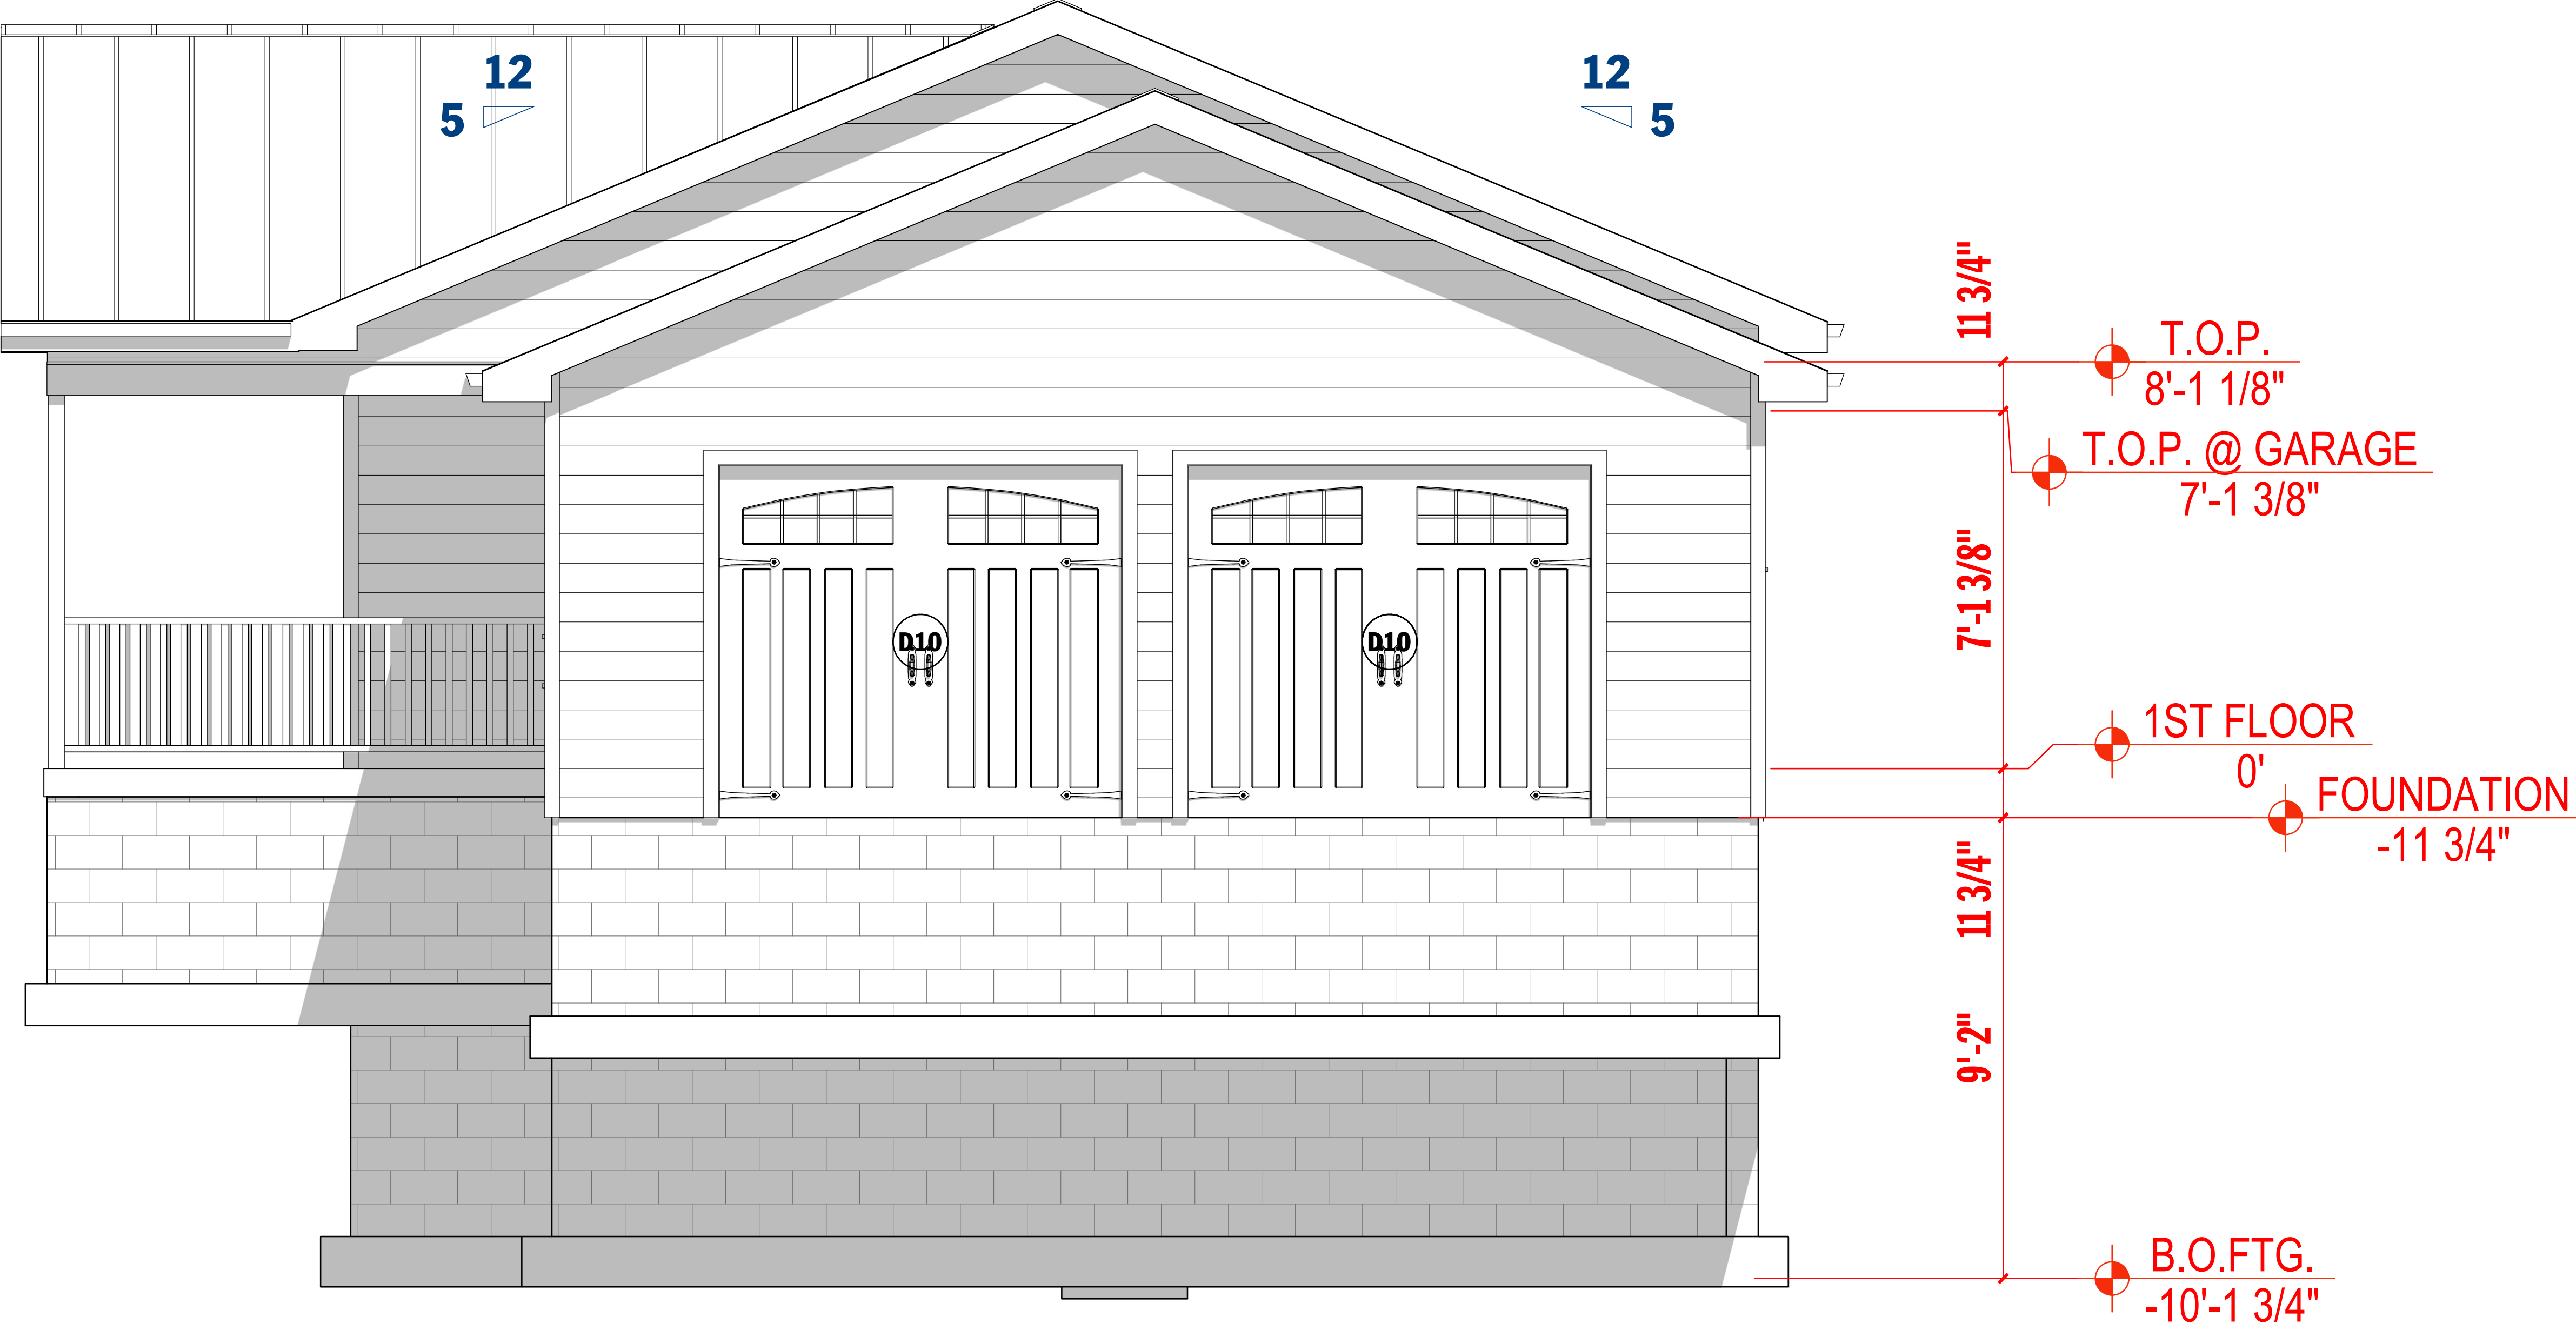 12
5
12
5
11 3/4"
T.O.P.
8'-1 1/8"
T.O.P. @ GARAGE
7'-1 3/8"
7'-1 3/8"
D10
D10
1ST FLOOR
0'
FOUNDATION
-11 3/4"
11 3/4"
9'-2"
B.O.FTG.
-10'-1 3/4"